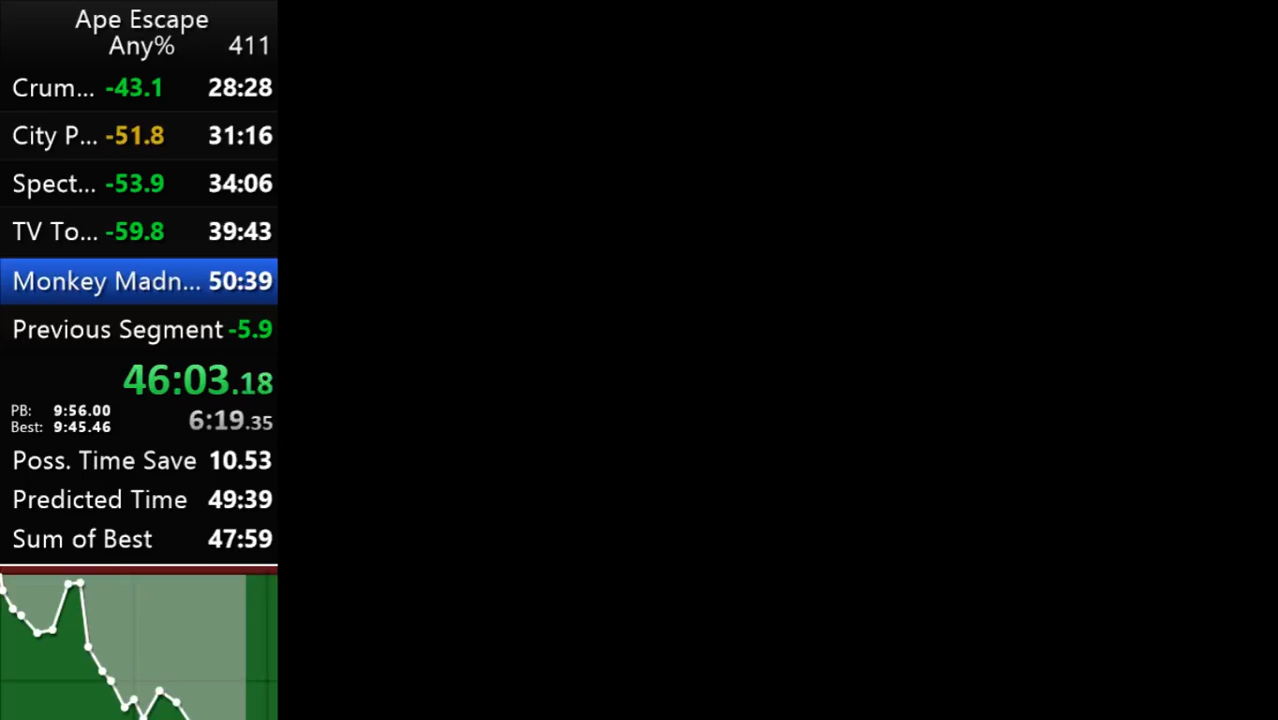 Ape Escape
Any% 411
Crum... -43.1 28:28
City P... -51.8 31:16
Spect... -53.9 34:06
TV To... -59.8 39:43
Monkey Madn... 50:39
Previous Segment -5.9
46:03.18
PB: 9:56.00
Best: 9:45.46
6:19.35
Poss. Time Save 10.53
Predicted Time 49:39
Sum of Best 47:59